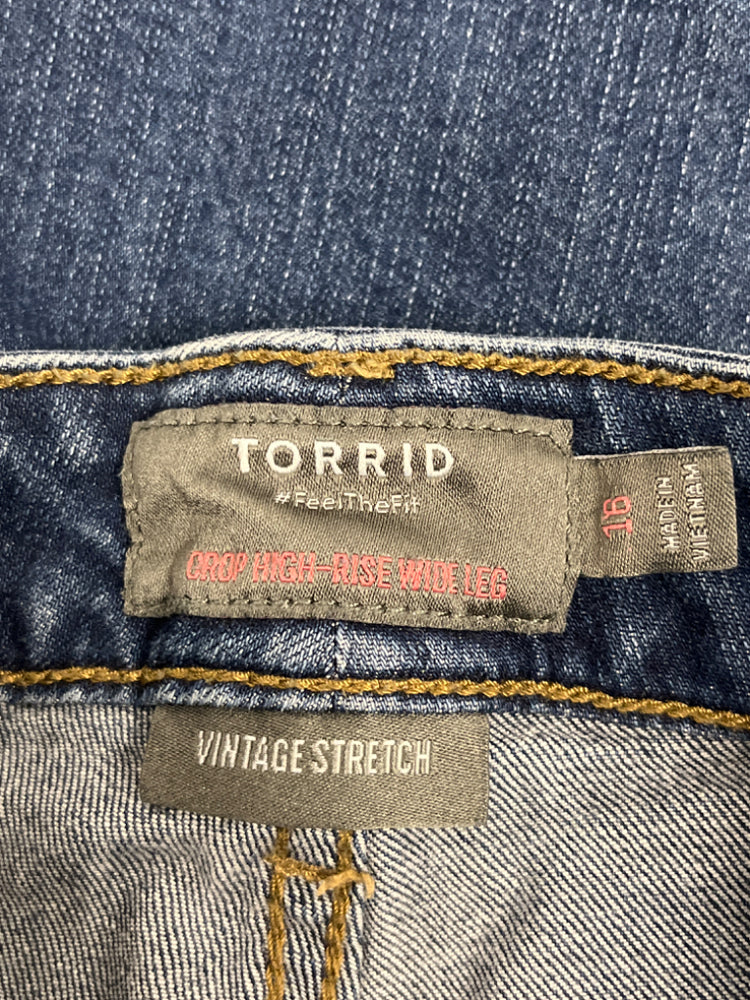 TORRID
#FeelTheFit
CROP HIGH-RISE WIDE LEG
16
MADE IN
VIETNAM
VINTAGE STRETCH